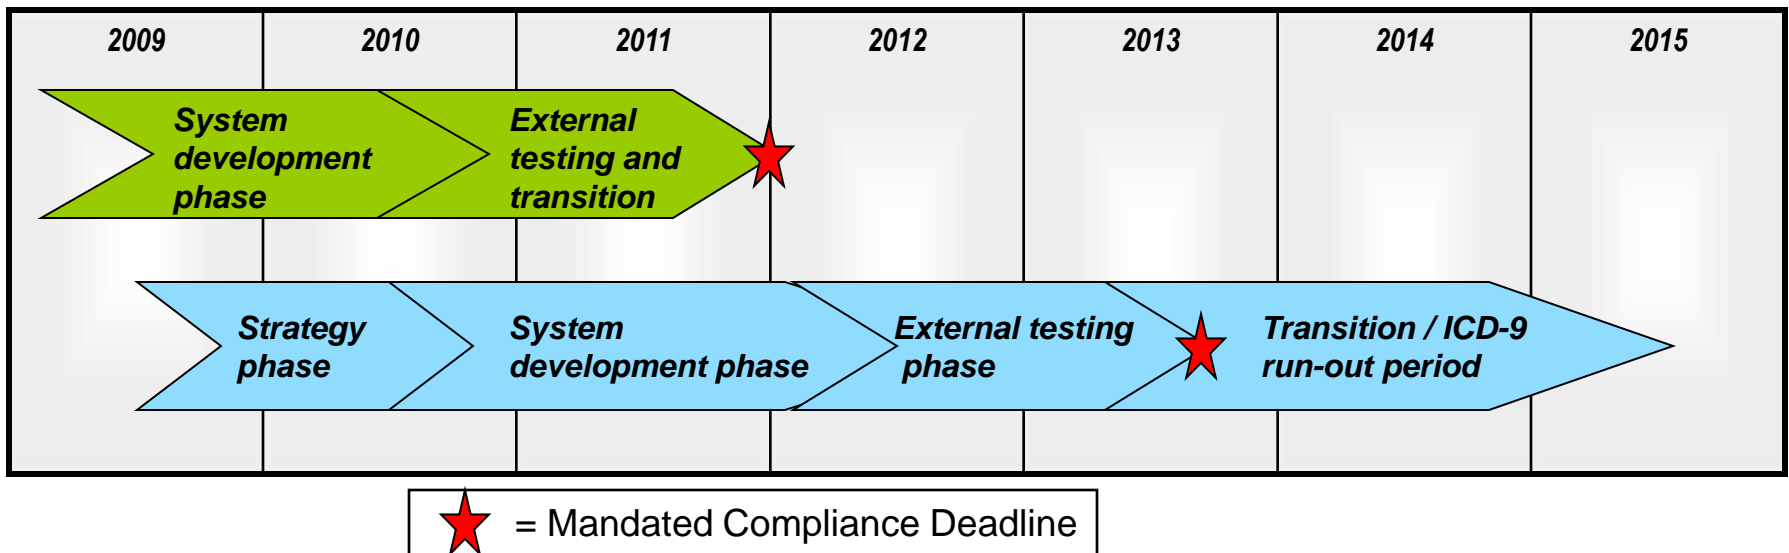 2009 2010 2011 2012 2013 2014 2015
System
development
phase
External
testing and
transition
Strategy
phase
System
development phase
External testing
phase
Transition / ICD-9
run-out period
= Mandated Compliance Deadline